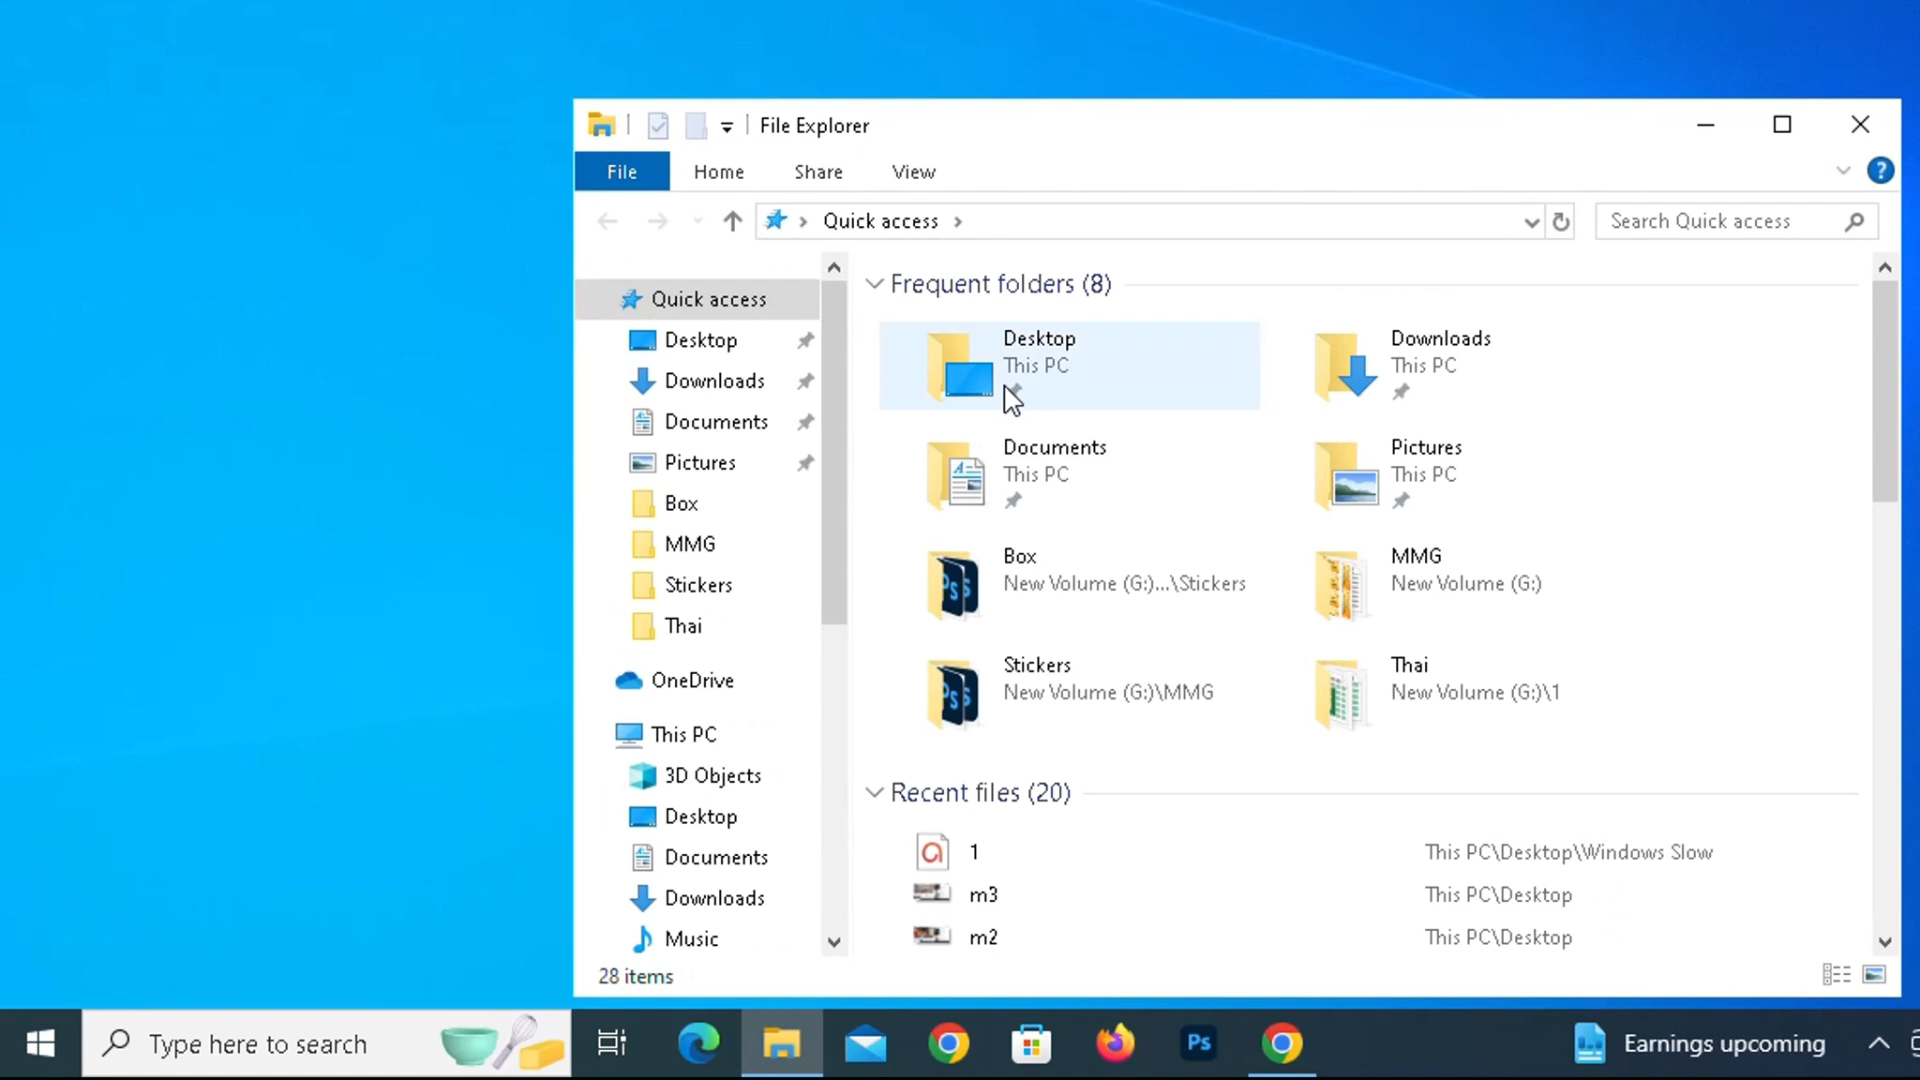 File Explorer
File Home Share View
?
Quick access
Search Quick access
Quick access
Desktop
Downloads
Documents
Pictures
Box
MMG
Stickers
Thai
OneDrive
This PC
3D Objects
Desktop
Documents
Downloads
Music
Frequent folders (8)
Desktop
This PC
Downloads
This PC
Documents
This PC
Pictures
This PC
Box
New Volume (G:)...\Stickers
MMG
New Volume (G:)
Stickers
New Volume (G:)\MMG
Thai
New Volume (G:)\1
Recent files (20)
1 This PC\Desktop\Windows Slow
m3 This PC\Desktop
m2 This PC\Desktop
28 items
Type here to search
Ps
Earnings upcoming